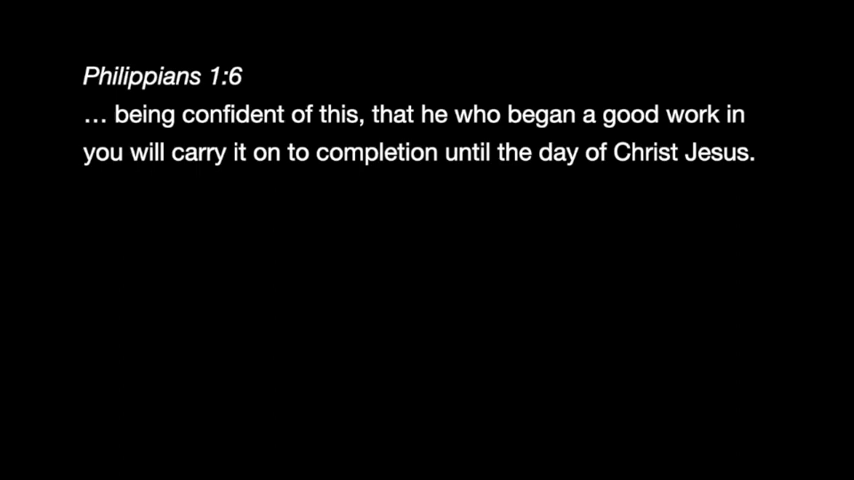 Philippians 1:6
… being confident of this, that he who began a good work in
you will carry it on to completion until the day of Christ Jesus.